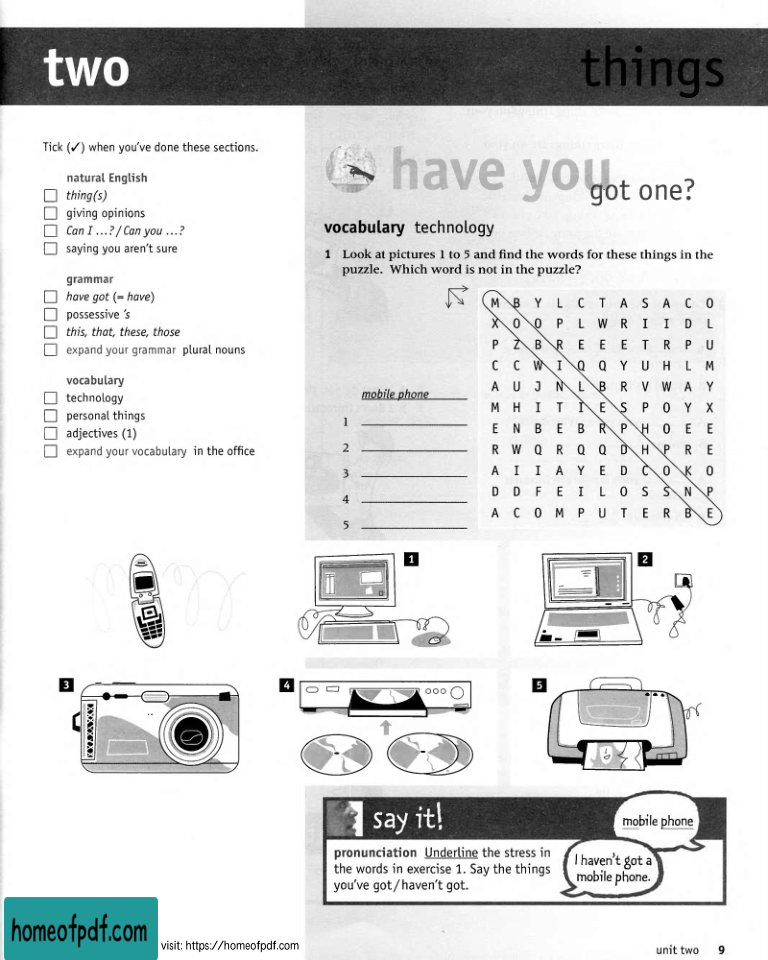 two
things
Tick (✓) when you've done these sections.
natural English
thing(s)
giving opinions
Can I ...? / Can you ...?
saying you aren't sure
grammar
have got (= have)
possessive 's
this, that, these, those
expand your grammar plural nouns
vocabulary
technology
personal things
adjectives (1)
expand your vocabulary in the office
have you
got one?
vocabulary technology
1 Look at pictures 1 to 5 and find the words for these things in the
puzzle. Which word is not in the puzzle?
mobile phone
1
2
3
4
5
M B Y L C T A S A C O
X O O P L W R I I D L
P Z B R E E E T R P U
C C W I Q Q Y U H L M
A U J N L B R V W A Y
M H I T I E S P O Y X
E N B E B R P H O E E
R W Q R Q Q D H P R E
A I I A Y E D C O K O
D D F E I L O S S N P
A C O M P U T E R B E
1
2
3
4
5
say it!
mobile phone
pronunciation Underline the stress in
the words in exercise 1. Say the things
you've got / haven't got.
I haven't got a
mobile phone.
homeofpdf.com
visit: https://homeofpdf.com
unit two 9